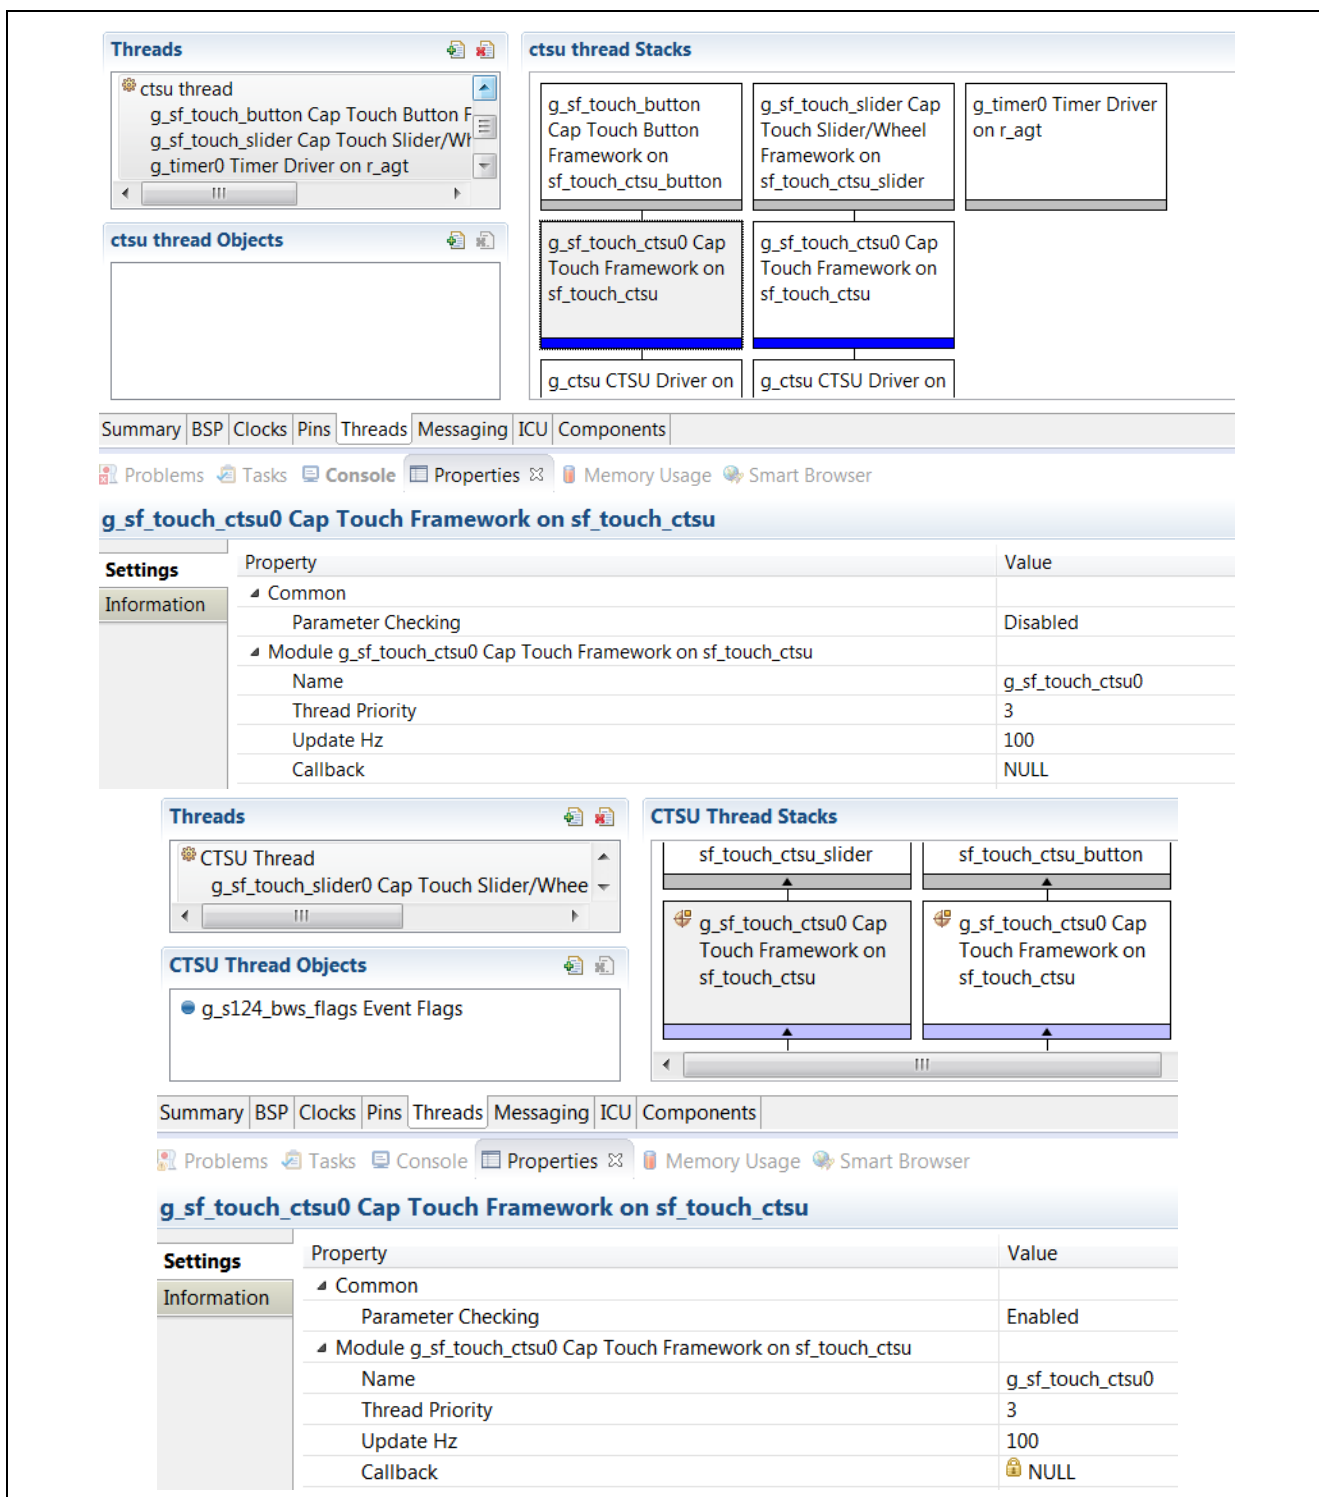 Threads
ctsu thread
g_sf_touch_button Cap Touch Button F
g_sf_touch_slider Cap Touch Slider/Wh
g_timer0 Timer Driver on r_agt
ctsu thread Objects
ctsu thread Stacks
g_sf_touch_button
Cap Touch Button
Framework on
sf_touch_ctsu_button
g_sf_touch_slider Cap
Touch Slider/Wheel
Framework on
sf_touch_ctsu_slider
g_timer0 Timer Driver
on r_agt
g_sf_touch_ctsu0 Cap
Touch Framework on
sf_touch_ctsu
g_sf_touch_ctsu0 Cap
Touch Framework on
sf_touch_ctsu
g_ctsu CTSU Driver on
g_ctsu CTSU Driver on
Summary BSP Clocks Pins Threads Messaging ICU Components
Problems Tasks Console Properties Memory Usage Smart Browser
g_sf_touch_ctsu0 Cap Touch Framework on sf_touch_ctsu
Settings
Information
Property Value
Common
Parameter Checking Disabled
Module g_sf_touch_ctsu0 Cap Touch Framework on sf_touch_ctsu
Name g_sf_touch_ctsu0
Thread Priority 3
Update Hz 100
Callback NULL
Threads
CTSU Thread
g_sf_touch_slider0 Cap Touch Slider/Whee
CTSU Thread Objects
g_s124_bws_flags Event Flags
CTSU Thread Stacks
sf_touch_ctsu_slider
sf_touch_ctsu_button
g_sf_touch_ctsu0 Cap
Touch Framework on
sf_touch_ctsu
g_sf_touch_ctsu0 Cap
Touch Framework on
sf_touch_ctsu
Summary BSP Clocks Pins Threads Messaging ICU Components
Problems Tasks Console Properties Memory Usage Smart Browser
g_sf_touch_ctsu0 Cap Touch Framework on sf_touch_ctsu
Settings
Information
Property Value
Common
Parameter Checking Enabled
Module g_sf_touch_ctsu0 Cap Touch Framework on sf_touch_ctsu
Name g_sf_touch_ctsu0
Thread Priority 3
Update Hz 100
Callback NULL